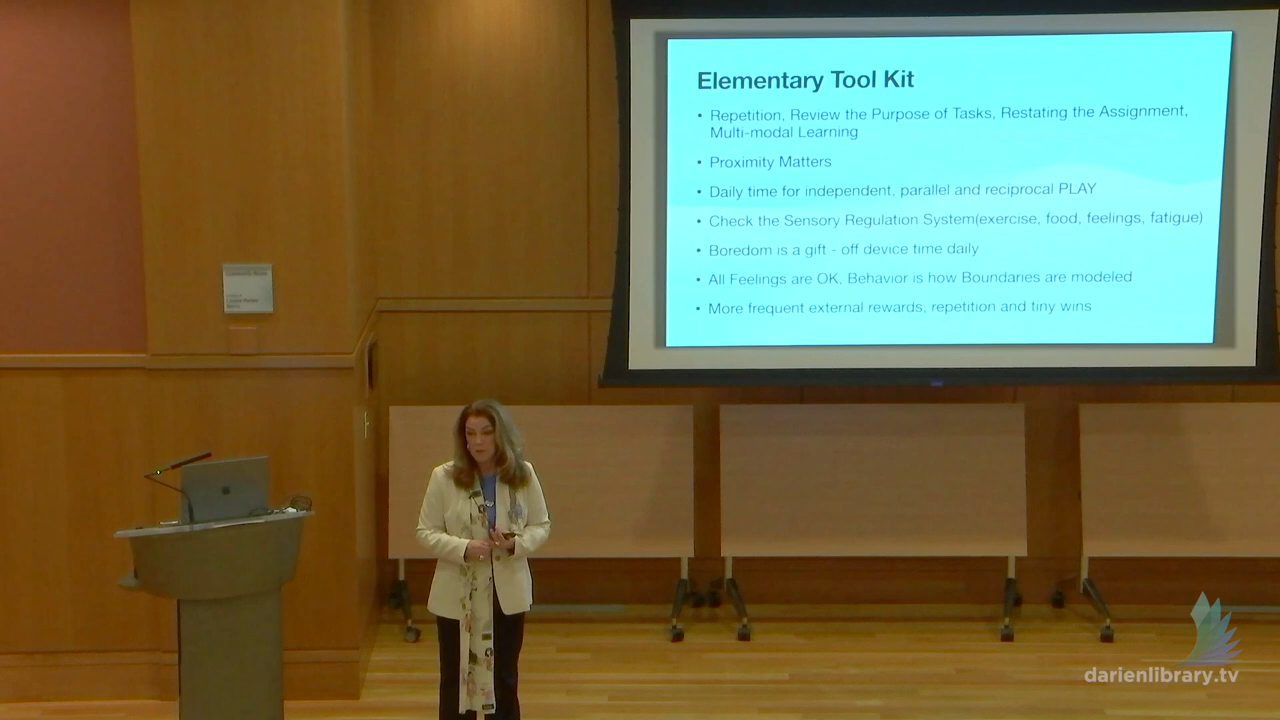 Elementary Tool Kit
• Repetition, Review the Purpose of Tasks, Restating the Assignment,
Multi-modal Learning
• Proximity Matters
• Daily time for independent, parallel and reciprocal PLAY
• Check the Sensory Regulation System(exercise, food, feelings, fatigue)
• Boredom is a gift - off device time daily
• All Feelings are OK, Behavior is how Boundaries are modeled
• More frequent external rewards, repetition and tiny wins
Community Room
darienlibrary.tv